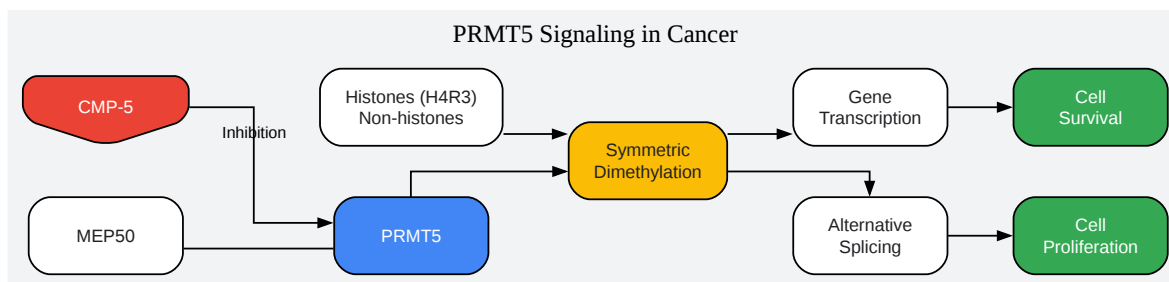 PRMT5 Signaling in Cancer
CMP-5
Inhibition
Histones (H4R3)
Non-histones
Symmetric
Dimethylation
Gene
Transcription
Cell
Survival
MEP50
PRMT5
Alternative
Splicing
Cell
Proliferation